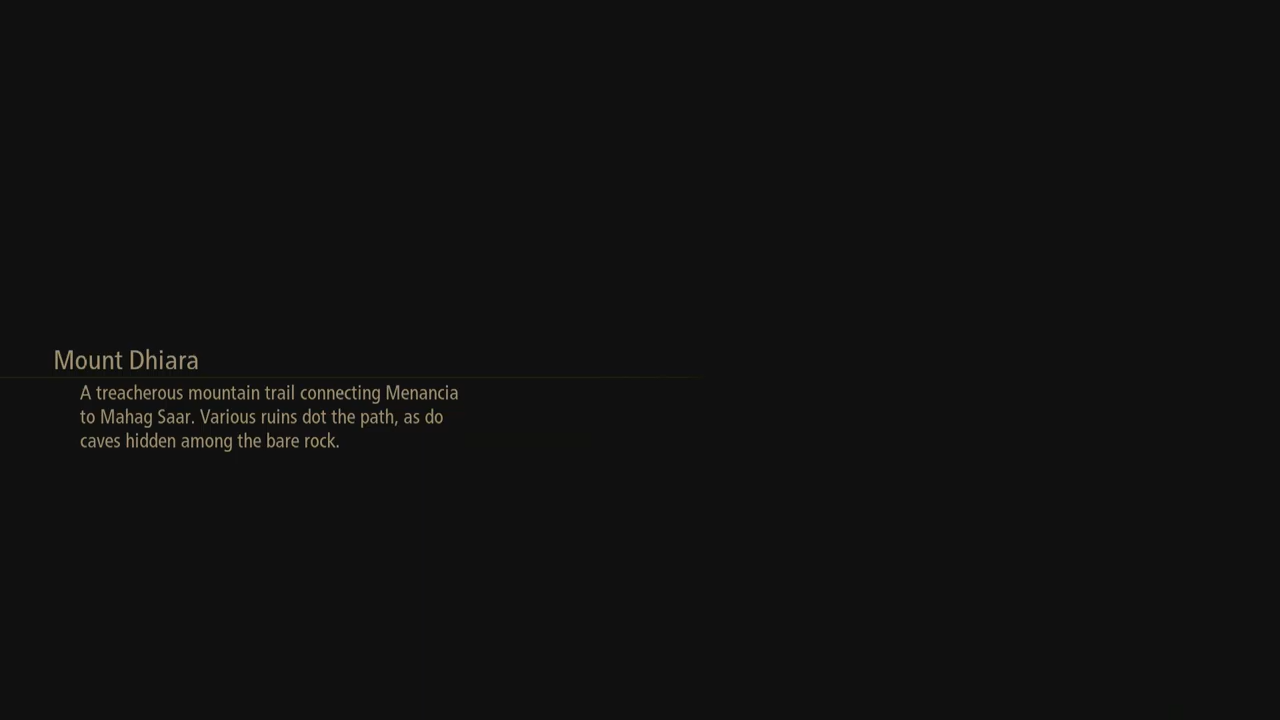 Mount Dhiara
A treacherous mountain trail connecting Menancia
to Mahag Saar. Various ruins dot the path, as do
caves hidden among the bare rock.